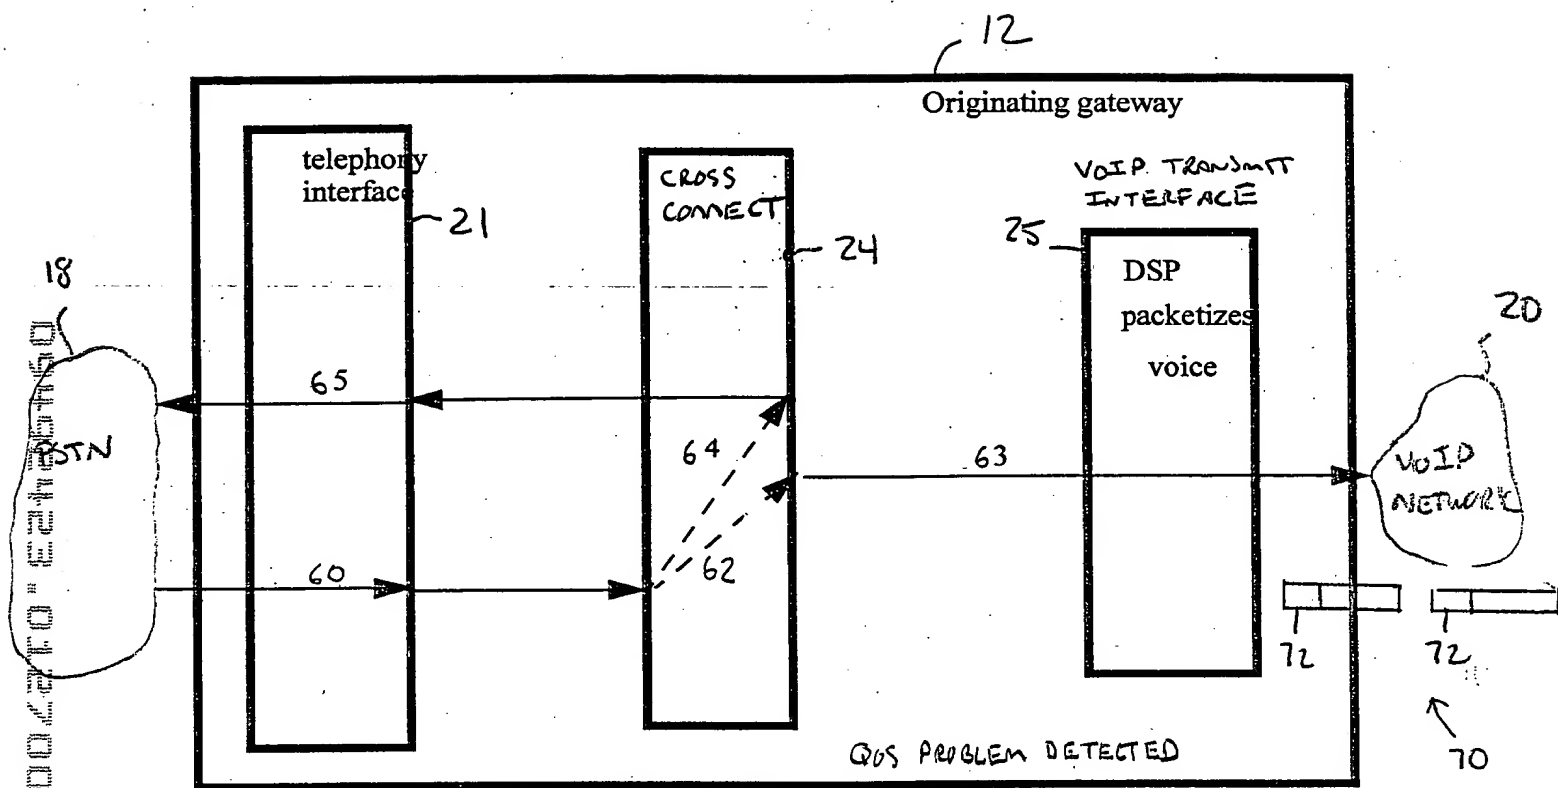 12
Originating gateway
telephony
interface
21
CROSS
CONNECT
24
VOIP TRANSMIT
INTERFACE
25
DSP
packetizes
voice
18
20
65
PSTN
64
63
VOIP
NETWORK
60
62
72
72
70
QOS PROBLEM DETECTED